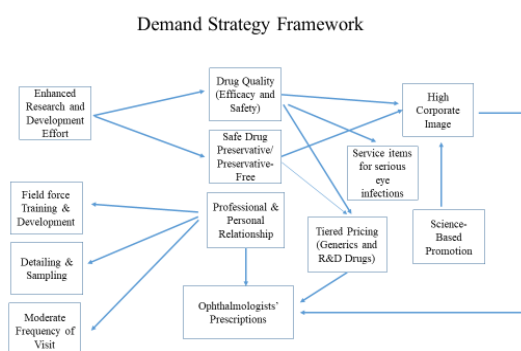 Demand Strategy Framework
Enhanced
Research and
Development
Effort
Drug Quality
(Efficacy and
Safety)
High
Corporate
Image
Safe Drug
Preservative/
Preservative-
Free
Service items
for serious
eye
infections
Field force
Training &
Development
Professional &
Personal
Relationship
Tiered Pricing
(Generics and
R&D Drugs)
Science-
Based
Promotion
Detailing &
Sampling
Ophthalmologists'
Prescriptions
Moderate
Frequency of
Visit